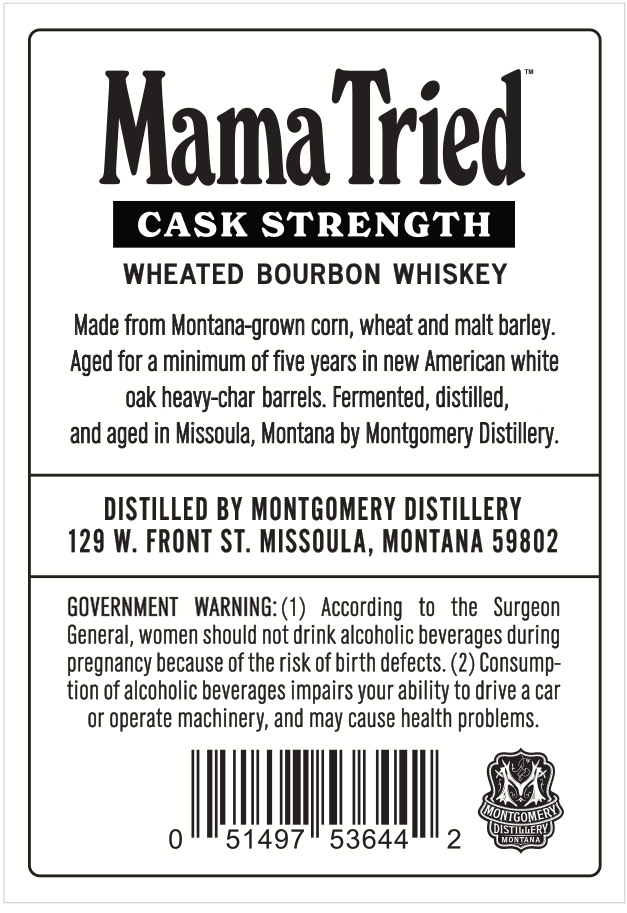 Mama Tried™
CASK STRENGTH
WHEATED BOURBON WHISKEY
Made from Montana-grown corn, wheat and malt barley.
Aged for a minimum of five years in new American white
oak heavy-char barrels. Fermented, distilled,
and aged in Missoula, Montana by Montgomery Distillery.
DISTILLED BY MONTGOMERY DISTILLERY
129 W. FRONT ST. MISSOULA, MONTANA 59802
GOVERNMENT WARNING: (1) According to the Surgeon
General, women should not drink alcoholic beverages during
pregnancy because of the risk of birth defects. (2) Consump-
tion of alcoholic beverages impairs your ability to drive a car
or operate machinery, and may cause health problems.
0 51497 53644 2
MONTGOMERY
DISTILLERY
MONTANA